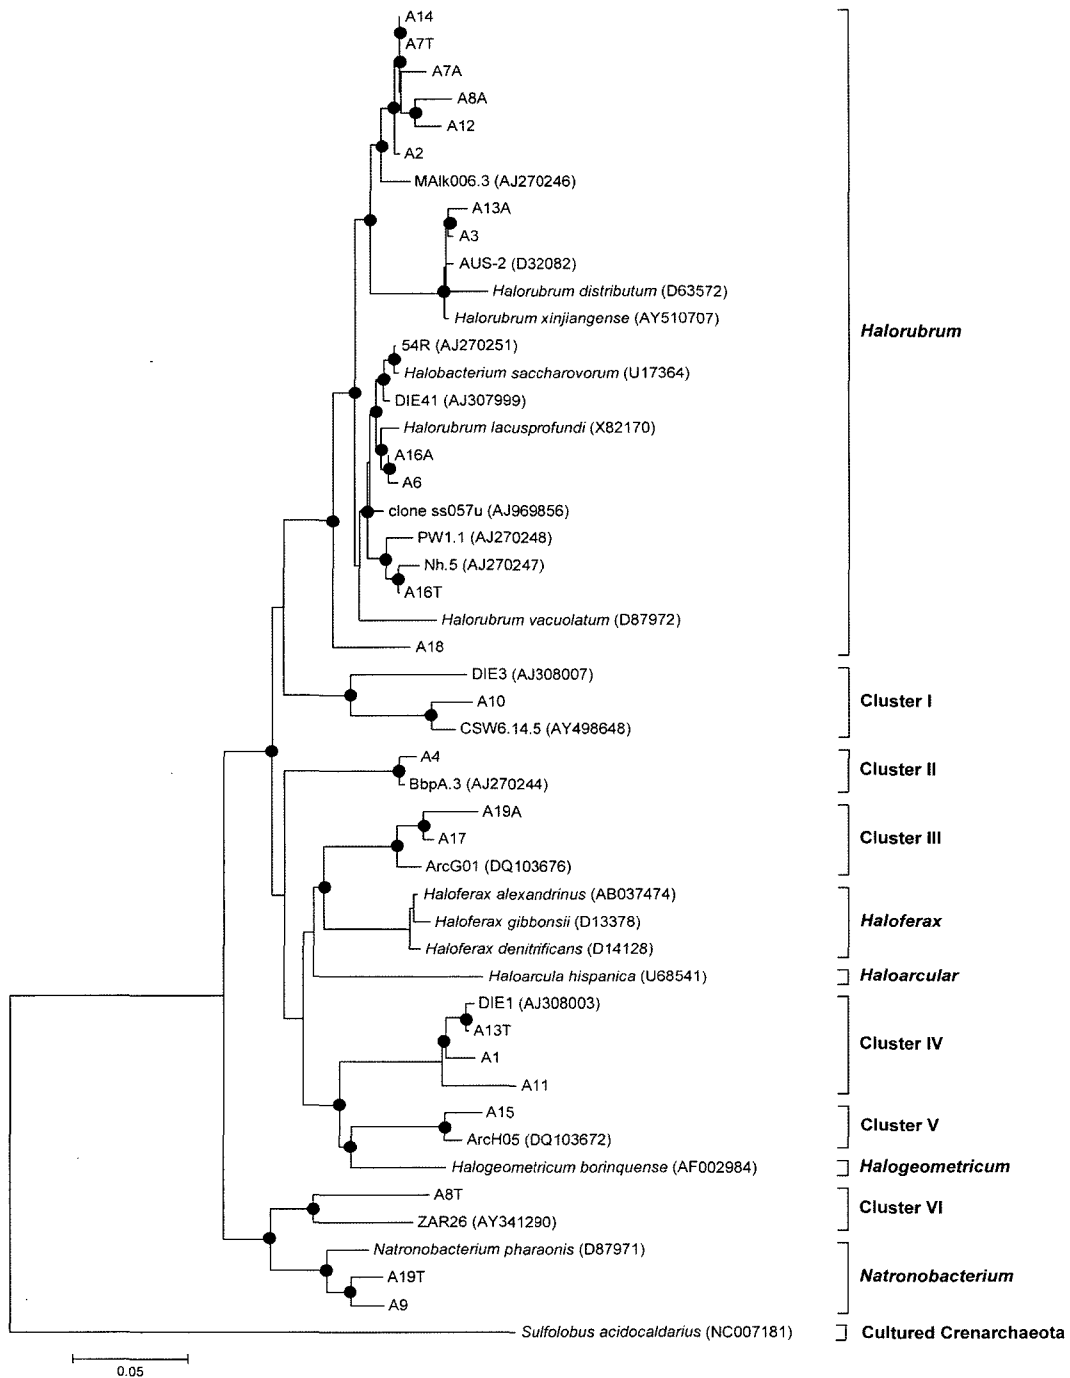 A14
A7T
A7A
A8A
A12
A2
MAlk006.3 (AJ270246)
A13A
A3
AUS-2 (D32082)
Halorubrum distributum (D63572)
Halorubrum xinjiangense (AY510707)
Halorubrum
54R (AJ270251)
Halobacterium saccharovorum (U17364)
DIE41 (AJ307999)
Halorubrum lacusprofundi (X82170)
A16A
A6
clone ss057u (AJ969856)
PW1.1 (AJ270248)
Nh.5 (AJ270247)
A16T
Halorubrum vacuolatum (D87972)
A18
DIE3 (AJ308007)
A10
Cluster I
CSW6.14.5 (AY498648)
A4
Cluster II
BbpA.3 (AJ270244)
A19A
A17
Cluster III
ArcG01 (DQ103676)
Haloferax alexandrinus (AB037474)
Haloferax gibbonsii (D13378)
Haloferax
Haloferax denitrificans (D14128)
Haloarcula hispanica (U68541)
Haloarcular
DIE1 (AJ308003)
A13T
Cluster IV
A1
A11
A15
Cluster V
ArcH05 (DQ103672)
Halogeometricum borinquense (AF002984)
Halogeometricum
A8T
Cluster VI
ZAR26 (AY341290)
Natronobacterium pharaonis (D87971)
A19T
Natronobacterium
A9
Sulfolobus acidocaldarius (NC007181)
Cultured Crenarchaeota
0.05